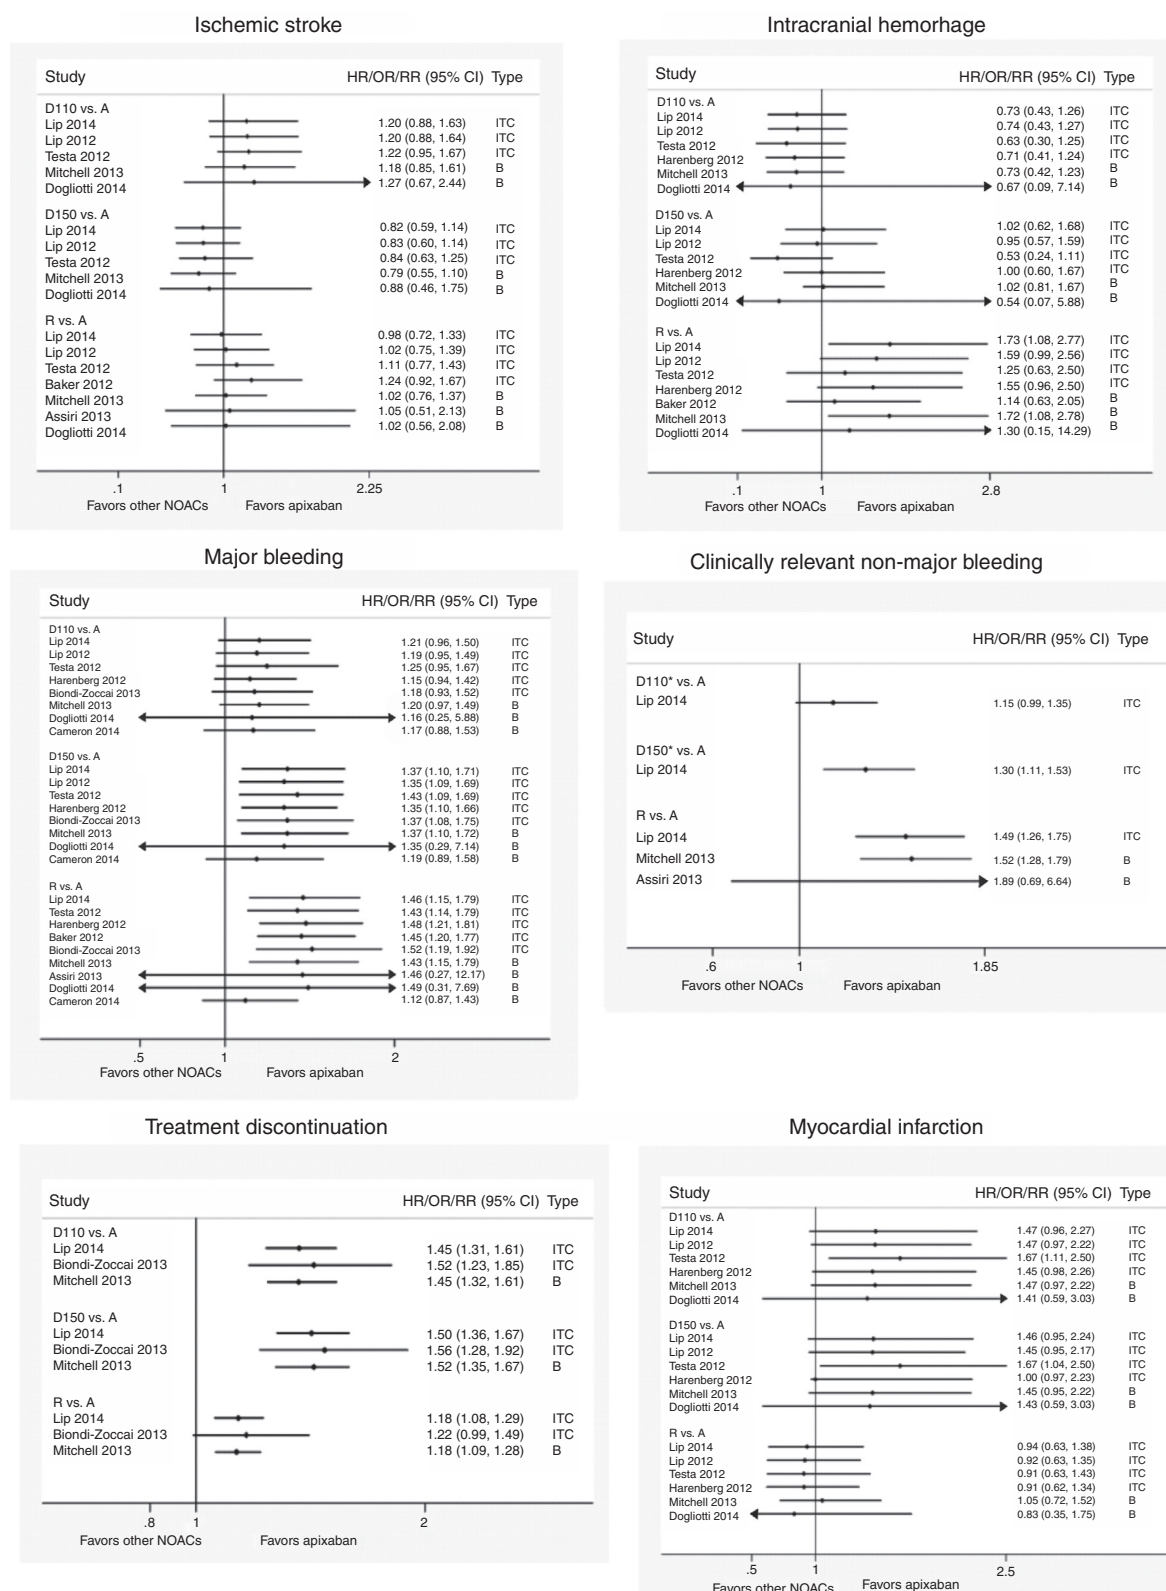 Ischemic stroke
Study HR/OR/RR (95% CI) Type
D110 vs. A
Lip 2014 1.20 (0.88, 1.63) ITC
Lip 2012 1.20 (0.88, 1.64) ITC
Testa 2012 1.22 (0.95, 1.67) ITC
Mitchell 2013 1.18 (0.85, 1.61) B
Dogliotti 2014 1.27 (0.67, 2.44) B
D150 vs. A
Lip 2014 0.82 (0.59, 1.14) ITC
Lip 2012 0.83 (0.60, 1.14) ITC
Testa 2012 0.84 (0.63, 1.25) ITC
Mitchell 2013 0.79 (0.55, 1.10) B
Dogliotti 2014 0.88 (0.46, 1.75) B
R vs. A
Lip 2014 0.98 (0.72, 1.33) ITC
Lip 2012 1.02 (0.75, 1.39) ITC
Testa 2012 1.11 (0.77, 1.43) ITC
Baker 2012 1.24 (0.92, 1.67) ITC
Mitchell 2013 1.02 (0.76, 1.37) B
Assiri 2013 1.05 (0.51, 2.13) B
Dogliotti 2014 1.02 (0.56, 2.08) B
.1 1 2.25
Favors other NOACs Favors apixaban
Intracranial hemorhage
Study HR/OR/RR (95% CI) Type
D110 vs. A
Lip 2014 0.73 (0.43, 1.26) ITC
Lip 2012 0.74 (0.43, 1.27) ITC
Testa 2012 0.63 (0.30, 1.25) ITC
Harenberg 2012 0.71 (0.41, 1.24) ITC
Mitchell 2013 0.73 (0.42, 1.23) B
Dogliotti 2014 0.67 (0.09, 7.14) B
D150 vs. A
Lip 2014 1.02 (0.62, 1.68) ITC
Lip 2012 0.95 (0.57, 1.59) ITC
Testa 2012 0.53 (0.24, 1.11) ITC
Harenberg 2012 1.00 (0.60, 1.67) ITC
Mitchell 2013 1.02 (0.81, 1.67) B
Dogliotti 2014 0.54 (0.07, 5.88) B
R vs. A
Lip 2014 1.73 (1.08, 2.77) ITC
Lip 2012 1.59 (0.99, 2.56) ITC
Testa 2012 1.25 (0.63, 2.50) ITC
Harenberg 2012 1.55 (0.96, 2.50) ITC
Baker 2012 1.14 (0.63, 2.05) B
Mitchell 2013 1.72 (1.08, 2.78) B
Dogliotti 2014 1.30 (0.15, 14.29) B
.1 1 2.8
Favors other NOACs Favors apixaban
Major bleeding
Study HR/OR/RR (95% CI) Type
D110 vs. A
Lip 2014 1.21 (0.96, 1.50) ITC
Lip 2012 1.19 (0.95, 1.49) ITC
Testa 2012 1.25 (0.95, 1.67) ITC
Harenberg 2012 1.15 (0.94, 1.42) ITC
Biondi-Zoccai 2013 1.18 (0.93, 1.52) ITC
Mitchell 2013 1.20 (0.97, 1.49) B
Dogliotti 2014 1.16 (0.25, 5.88) B
Cameron 2014 1.17 (0.88, 1.53) B
D150 vs. A
Lip 2014 1.37 (1.10, 1.71) ITC
Lip 2012 1.35 (1.09, 1.69) ITC
Testa 2012 1.43 (1.09, 1.69) ITC
Harenberg 2012 1.35 (1.10, 1.66) ITC
Biondi-Zoccai 2013 1.37 (1.08, 1.75) ITC
Mitchell 2013 1.37 (1.10, 1.72) B
Dogliotti 2014 1.35 (0.29, 7.14) B
Cameron 2014 1.19 (0.89, 1.58) B
R vs. A
Lip 2014 1.46 (1.15, 1.79) ITC
Testa 2012 1.43 (1.14, 1.79) ITC
Harenberg 2012 1.48 (1.21, 1.81) ITC
Baker 2012 1.45 (1.20, 1.77) ITC
Biondi-Zoccai 2013 1.52 (1.19, 1.92) ITC
Mitchell 2013 1.43 (1.15, 1.79) B
Assiri 2013 1.46 (0.27, 12.17) B
Dogliotti 2014 1.49 (0.31, 7.69) B
Cameron 2014 1.12 (0.87, 1.43) B
.5 1 2
Favors other NOACs Favors apixaban
Clinically relevant non-major bleeding
Study HR/OR/RR (95% CI) Type
D110* vs. A
Lip 2014 1.15 (0.99, 1.35) ITC
D150* vs. A
Lip 2014 1.30 (1.11, 1.53) ITC
R vs. A
Lip 2014 1.49 (1.26, 1.75) ITC
Mitchell 2013 1.52 (1.28, 1.79) B
Assiri 2013 1.89 (0.69, 6.64) B
.6 1 1.85
Favors other NOACs Favors apixaban
Treatment discontinuation
Study HR/OR/RR (95% CI) Type
D110 vs. A
Lip 2014 1.45 (1.31, 1.61) ITC
Biondi-Zoccai 2013 1.52 (1.23, 1.85) ITC
Mitchell 2013 1.45 (1.32, 1.61) B
D150 vs. A
Lip 2014 1.50 (1.36, 1.67) ITC
Biondi-Zoccai 2013 1.56 (1.28, 1.92) ITC
Mitchell 2013 1.52 (1.35, 1.67) B
R vs. A
Lip 2014 1.18 (1.08, 1.29) ITC
Biondi-Zoccai 2013 1.22 (0.99, 1.49) ITC
Mitchell 2013 1.18 (1.09, 1.28) B
.8 1 2
Favors other NOACs Favors apixaban
Myocardial infarction
Study HR/OR/RR (95% CI) Type
D110 vs. A
Lip 2014 1.47 (0.96, 2.27) ITC
Lip 2012 1.47 (0.97, 2.22) ITC
Testa 2012 1.67 (1.11, 2.50) ITC
Harenberg 2012 1.45 (0.98, 2.26) ITC
Mitchell 2013 1.47 (0.97, 2.22) B
Dogliotti 2014 1.41 (0.59, 3.03) B
D150 vs. A
Lip 2014 1.46 (0.95, 2.24) ITC
Lip 2012 1.45 (0.95, 2.17) ITC
Testa 2012 1.67 (1.04, 2.50) ITC
Harenberg 2012 1.00 (0.97, 2.23) ITC
Mitchell 2013 1.45 (0.95, 2.22) B
Dogliotti 2014 1.43 (0.59, 3.03) B
R vs. A
Lip 2014 0.94 (0.63, 1.38) ITC
Lip 2012 0.92 (0.63, 1.35) ITC
Testa 2012 0.91 (0.63, 1.43) ITC
Harenberg 2012 0.91 (0.62, 1.34) ITC
Mitchell 2013 1.05 (0.72, 1.52) B
Dogliotti 2014 0.83 (0.35, 1.75) B
.5 1 2.5
Favors other NOACs Favors apixaban